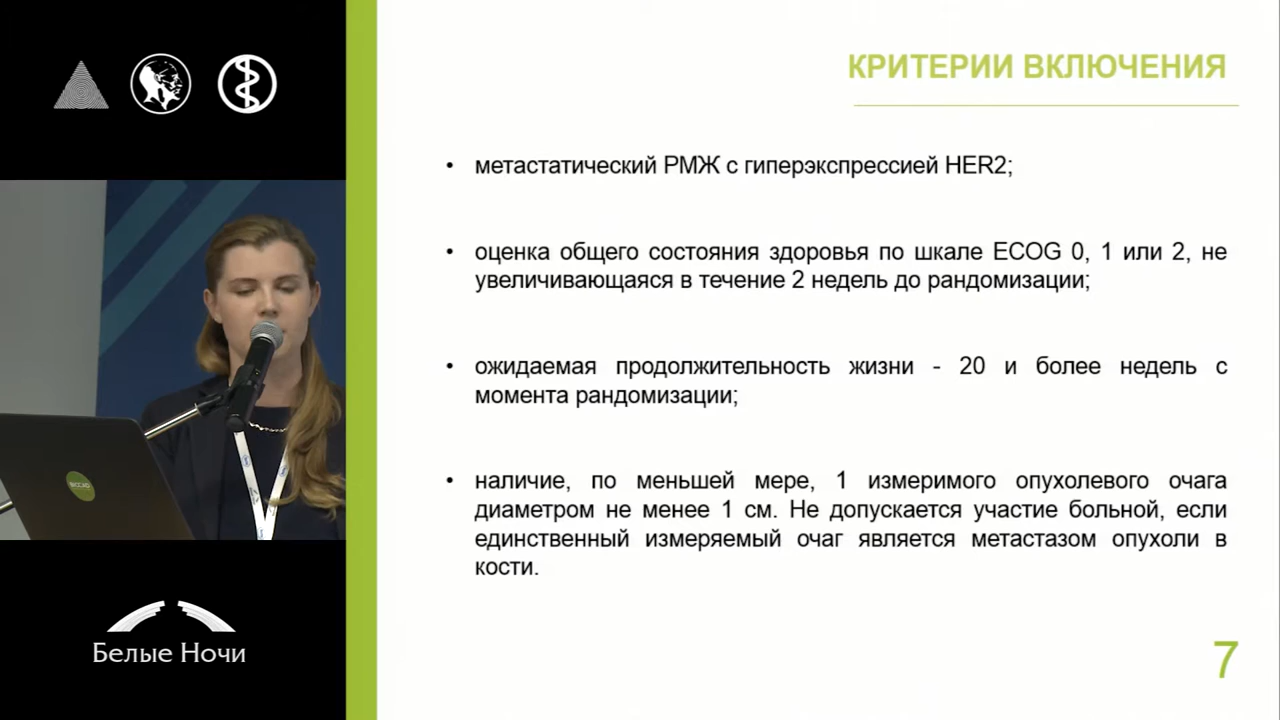 КРИТЕРИИ ВКЛЮЧЕНИЯ
• метастатический РМЖ с гиперэкспрессией HER2;
• оценка общего состояния здоровья по шкале ECOG 0, 1 или 2, не
увеличивающаяся в течение 2 недель до рандомизации;
• ожидаемая продолжительность жизни - 20 и более недель с
момента рандомизации;
• наличие, по меньшей мере, 1 измеримого опухолевого очага
диаметром не менее 1 см. Не допускается участие больной, если
единственный измеряемый очаг является метастазом опухоли в
кости.
7
Белые Ночи